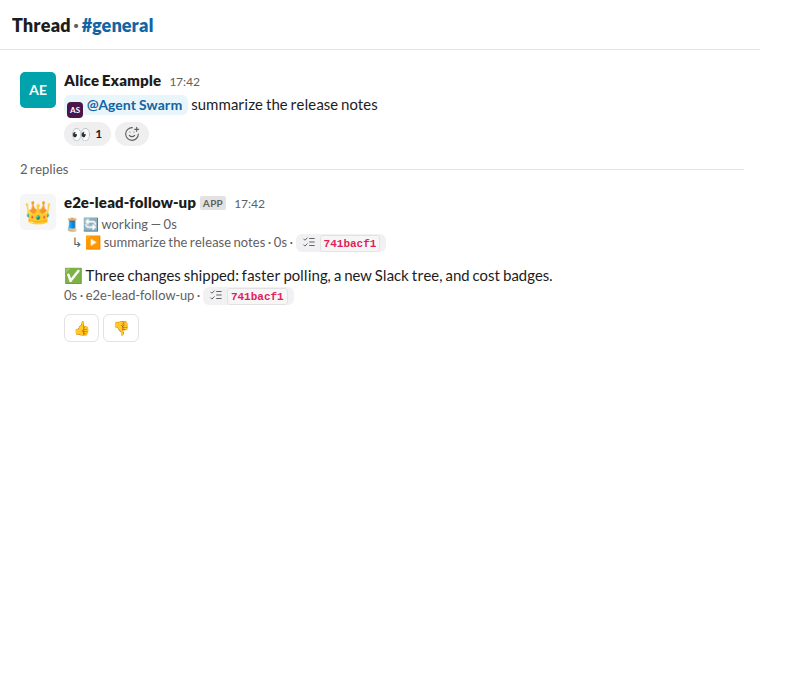 Thread • #general
AE
Alice Example 17:42
AS @Agent Swarm summarize the release notes
👀 1
2 replies
e2e-lead-follow-up APP 17:42
🧵 🔄 working — 0s
↳ ▶️ summarize the release notes · 0s · 741bacf1
✅ Three changes shipped: faster polling, a new Slack tree, and cost badges.
0s · e2e-lead-follow-up · 741bacf1
👍 👎